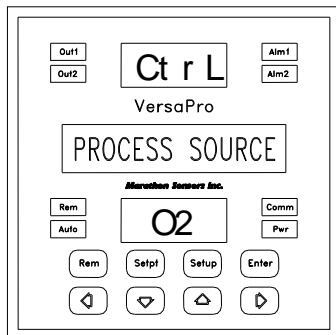 Out1
Ct r L
Alm1
Out2
Alm2
VersaPro
PROCESS SOURCE
Marathon Sensors Inc.
Rem
O2
Comm
Auto
Pwr
Rem Setpt Setup Enter